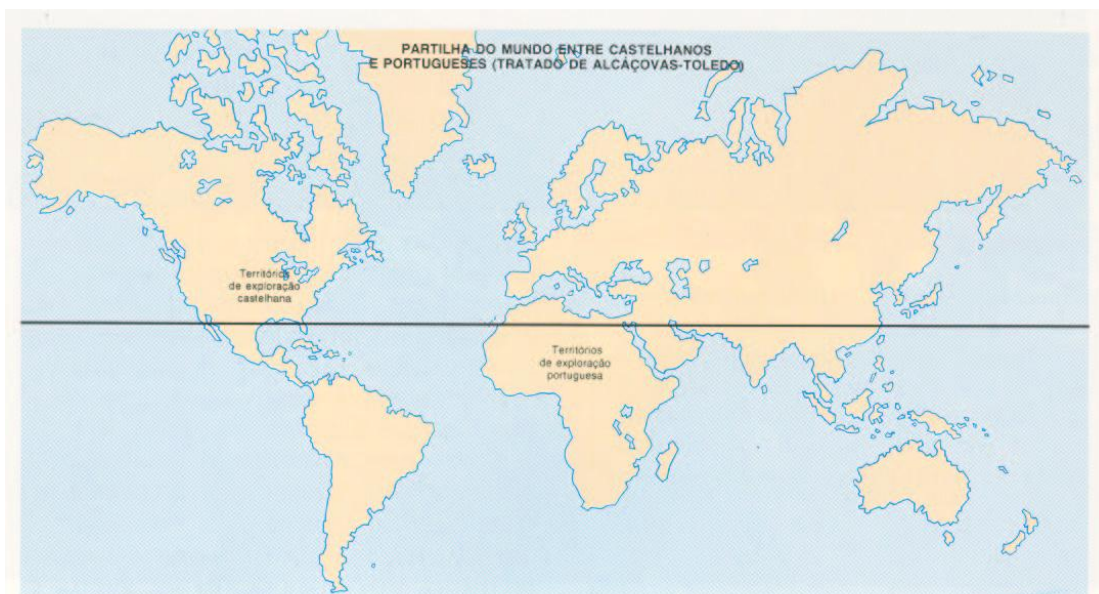 PARTILHA DO MUNDO ENTRE CASTELHANOS
E PORTUGUESES (TRATADO DE ALCÁÇOVAS-TOLEDO)
Territórios
de exploração
castelhana
Territórios
de exploração
portuguesa